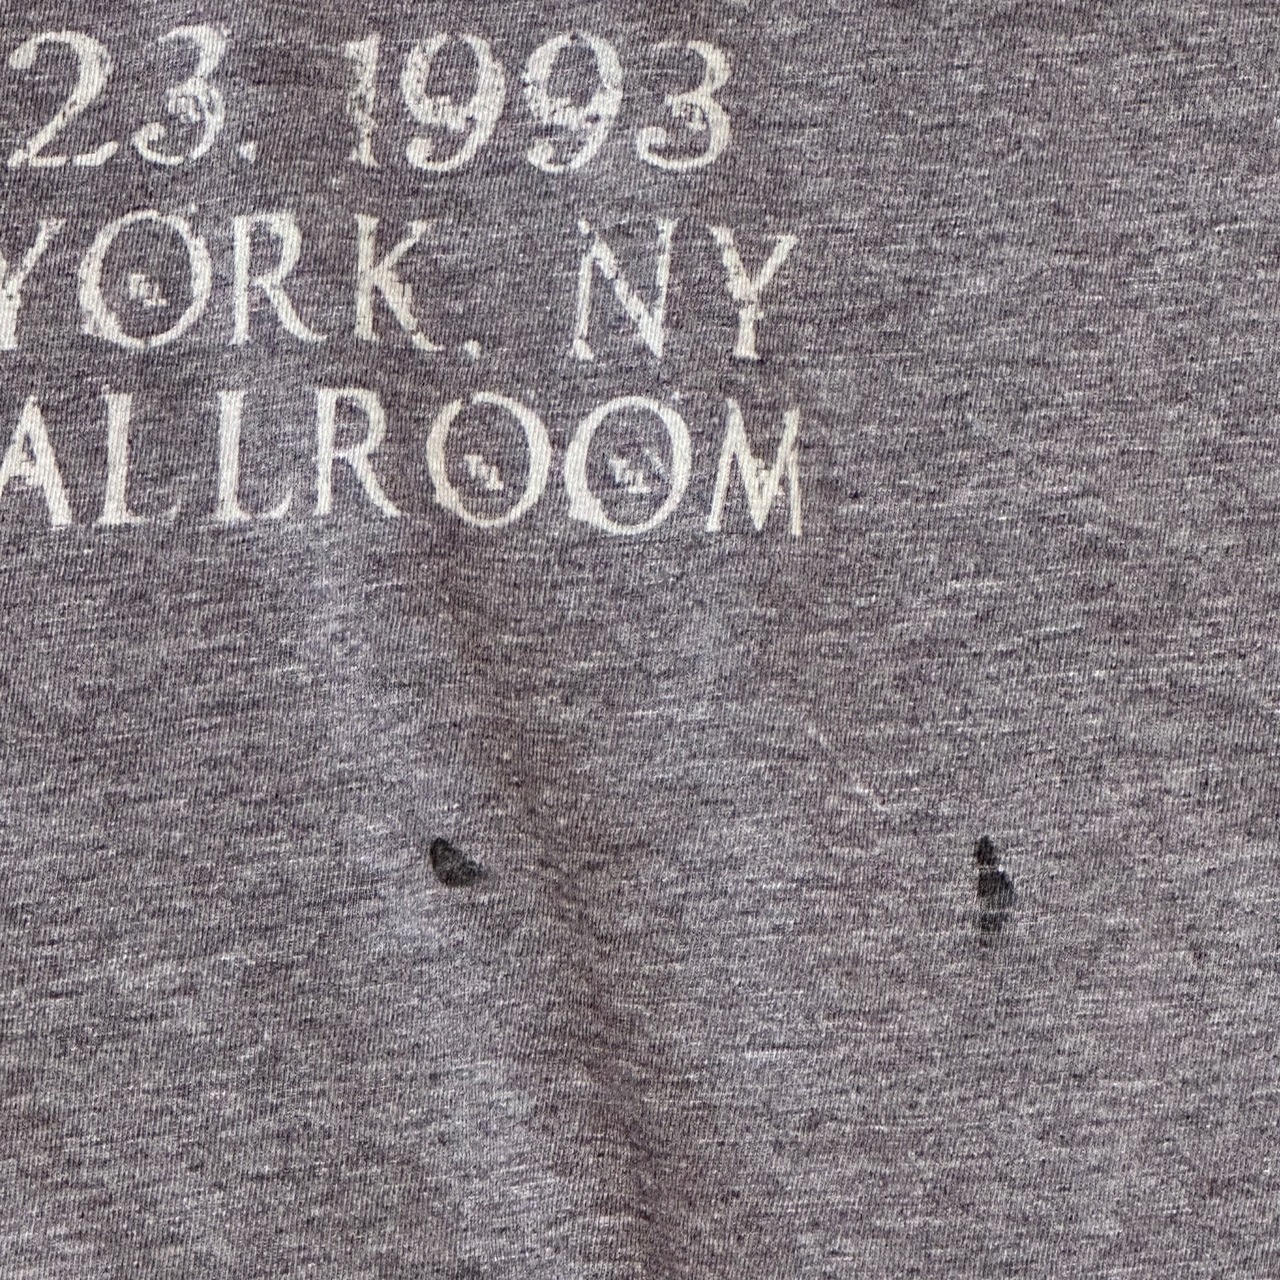 23. 1993
YORK, NY
ALLROOM